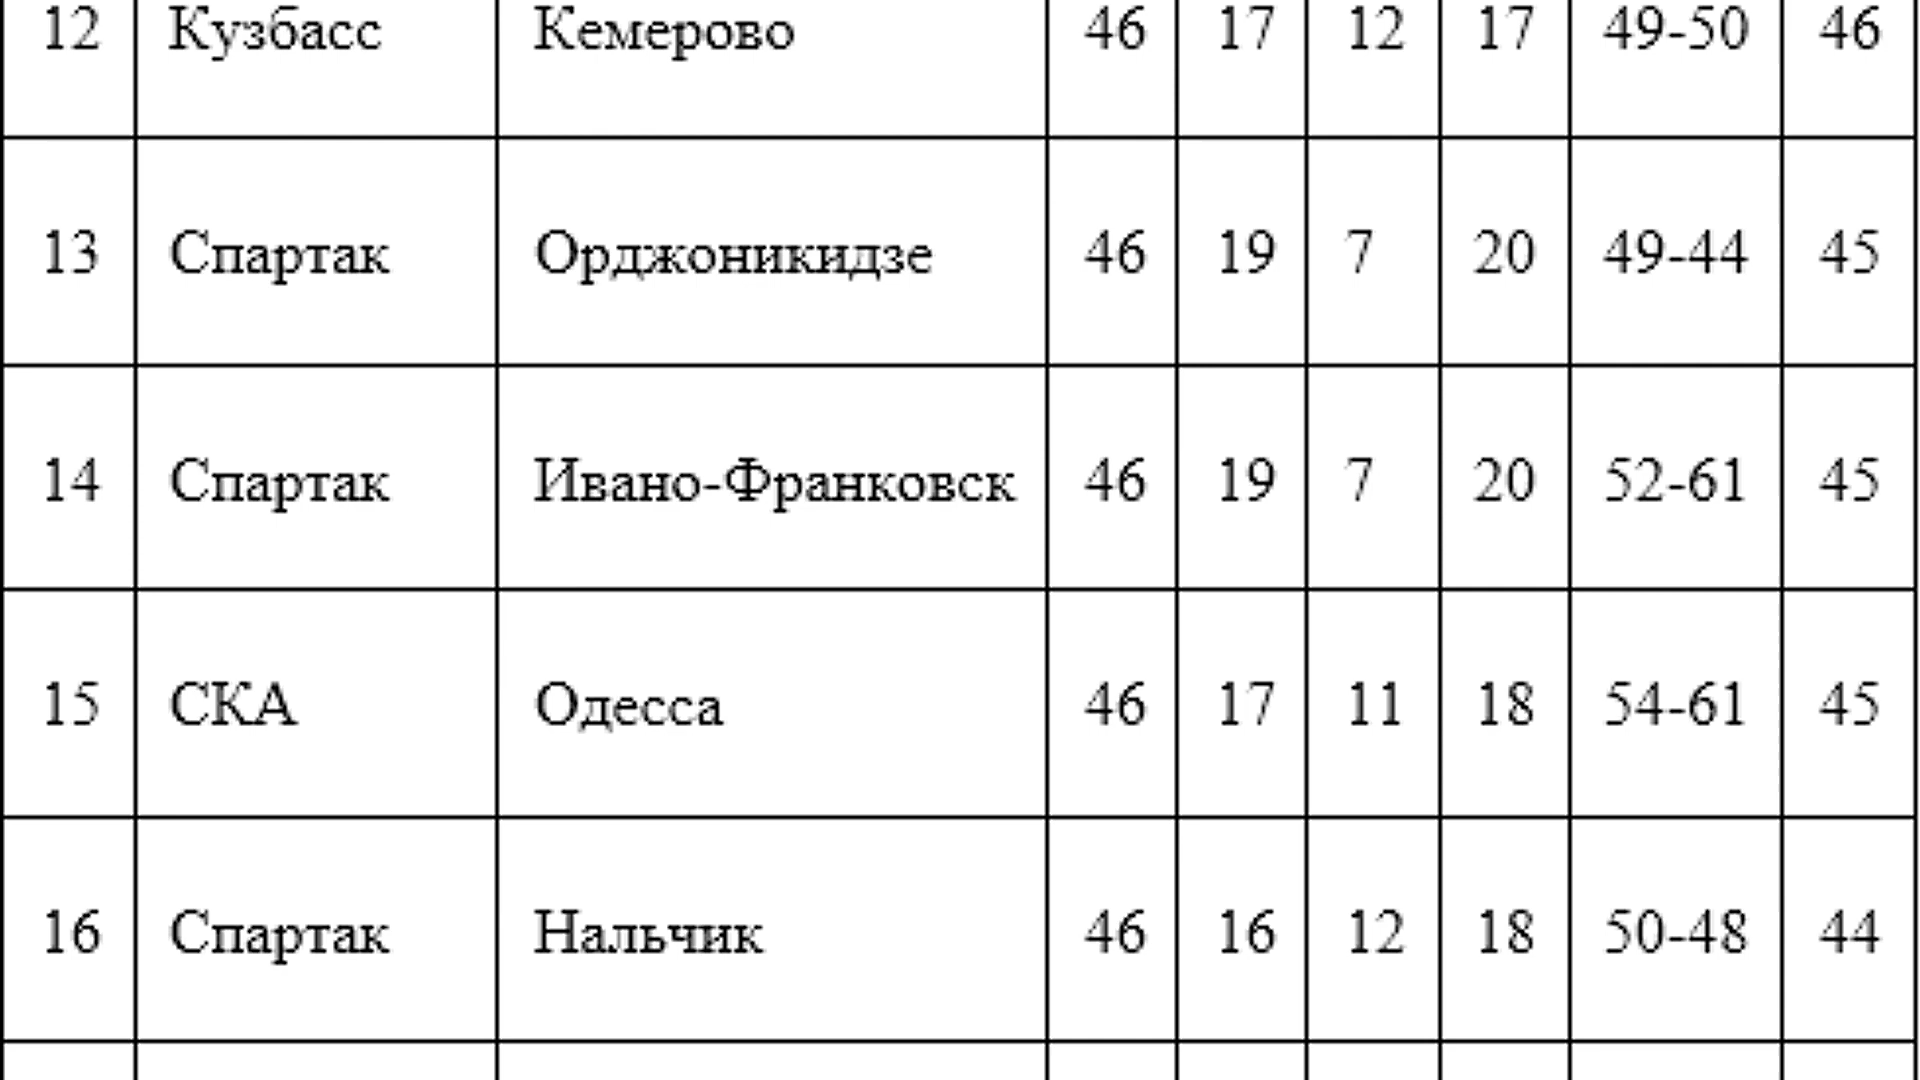 12 Кузбасс Кемерово 46 17 12 17 49-50 46
13 Спартак Орджоникидзе 46 19 7 20 49-44 45
14 Спартак Ивано-Франковск 46 19 7 20 52-61 45
15 СКА Одесса 46 17 11 18 54-61 45
16 Спартак Нальчик 46 16 12 18 50-48 44